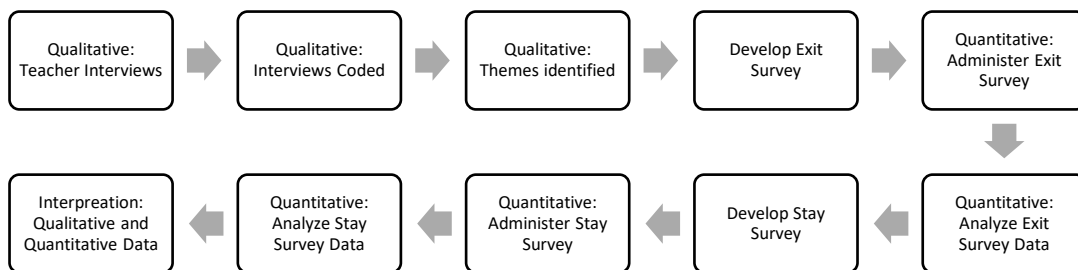 Qualitative:
Teacher Interviews
Qualitative:
Interviews Coded
Qualitative:
Themes identified
Develop Exit
Survey
Quantitative:
Administer Exit
Survey
Quantitative:
Analyze Exit
Survey Data
Develop Stay
Survey
Quantitative:
Administer Stay
Survey
Quantitative:
Analyze Stay
Survey Data
Interpreation:
Qualitative and
Quantitative Data